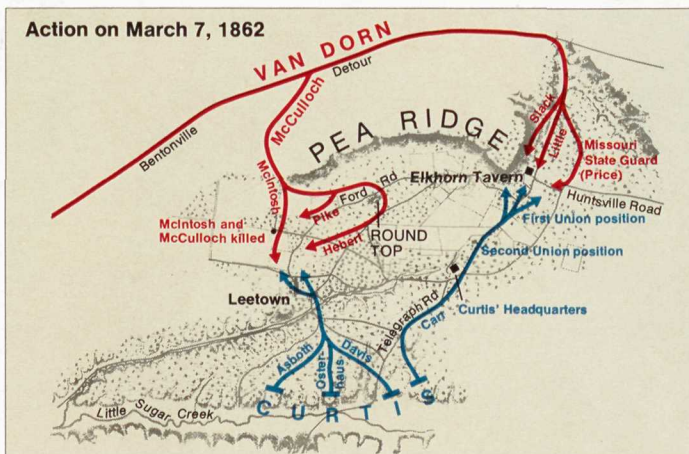 Action on March 7, 1862
VAN DORN
Detour
McCulloch
Bentonville
PEA RIDGE
Slack
Little
Missouri
State Guard
(Price)
McIntosh
Elkhorn Tavern
Ford Rd
Pike
Huntsville Road
McIntosh and
McCulloch killed
Hebert
ROUND
TOP
First Union position
Second Union position
Leetown
Telegraph Rd
Carr
Curtis' Headquarters
Asboth
Oster-
haus
Davis
CURTIS
Little Sugar Creek